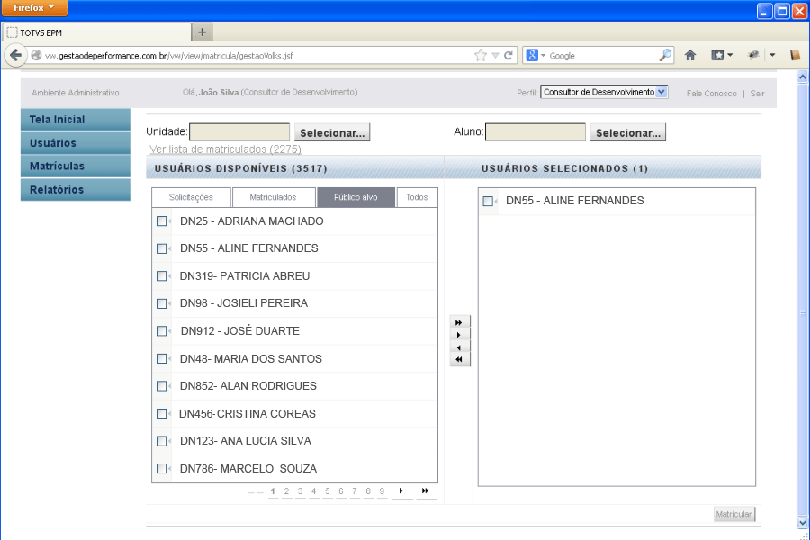 Firefox
TOTVS EPM
vw.gestaodeperformance.com.br/vw/view/matricula/gestaoVolks.jsf
Google
Ambiente Administrativo
Olá, João Silva (Consultor de Desenvolvimento)
Perfil
Consultor de Desenvolvimento
Fale Conosco | Sair
Tela Inicial
Usuários
Matrículas
Relatórios
Unidade:
Selecionar...
Aluno:
Selecionar...
Ver lista de matriculados (2275)
USUÁRIOS DISPONÍVEIS (3517)
USUÁRIOS SELECIONADOS (1)
Solicitações
Matriculados
Público alvo
Todos
DN25 - ADRIANA MACHADO
DN55 - ALINE FERNANDES
DN319- PATRICIA ABREU
DN98 - JOSIELI PEREIRA
DN912 - JOSÉ DUARTE
DN48- MARIA DOS SANTOS
DN852- ALAN RODRIGUES
DN456- CRISTINA COREAS
DN123- ANA LUCIA SILVA
DN786- MARCELO SOUZA
DN55 - ALINE FERNANDES
1 2 3 4 5 6 7 8 9
Matricular